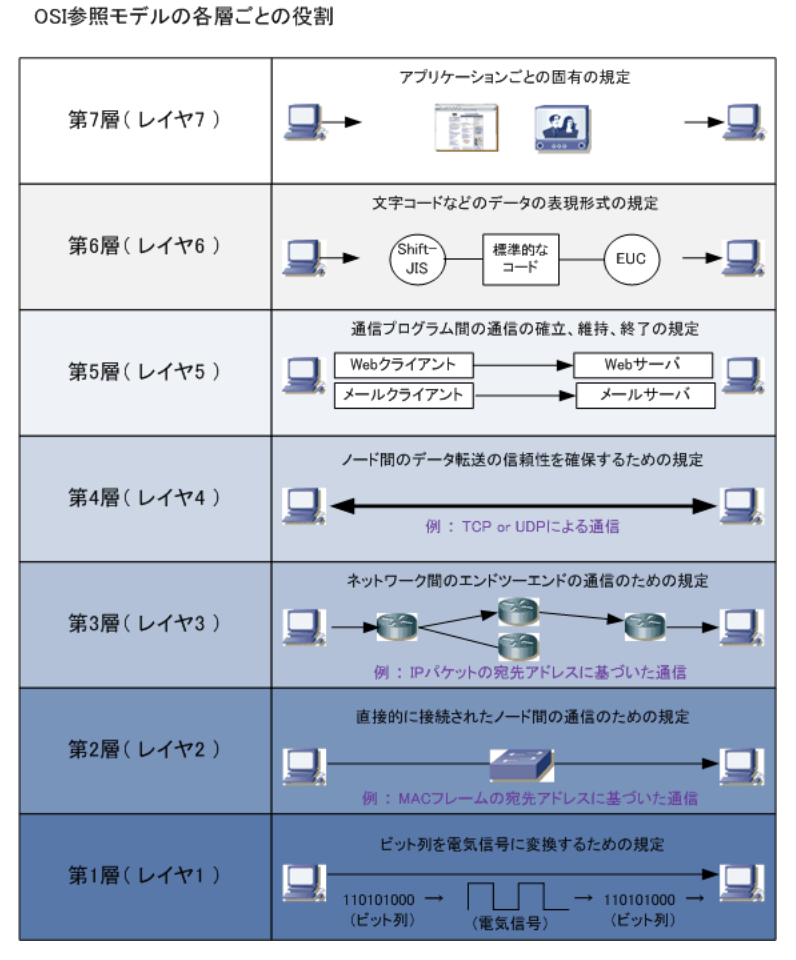 OSI参照モデルの各層ごとの役割
第7層( レイヤ7 )
アプリケーションごとの固有の規定
第6層( レイヤ6 )
文字コードなどのデータの表現形式の規定
Shift-
JIS
標準的な
コード
EUC
第5層( レイヤ5 )
通信プログラム間の通信の確立、維持、終了の規定
Webクライアント
Webサーバ
メールクライアント
メールサーバ
第4層( レイヤ4 )
ノード間のデータ転送の信頼性を確保するための規定
例 : TCP or UDPによる通信
第3層( レイヤ3 )
ネットワーク間のエンドツーエンドの通信のための規定
例 : IPパケットの宛先アドレスに基づいた通信
第2層( レイヤ2 )
直接的に接続されたノード間の通信のための規定
例 : MACフレームの宛先アドレスに基づいた通信
第1層( レイヤ1 )
ビット列を電気信号に変換するための規定
110101000 → → 110101000 →
(ビット列) (電気信号) (ビット列)